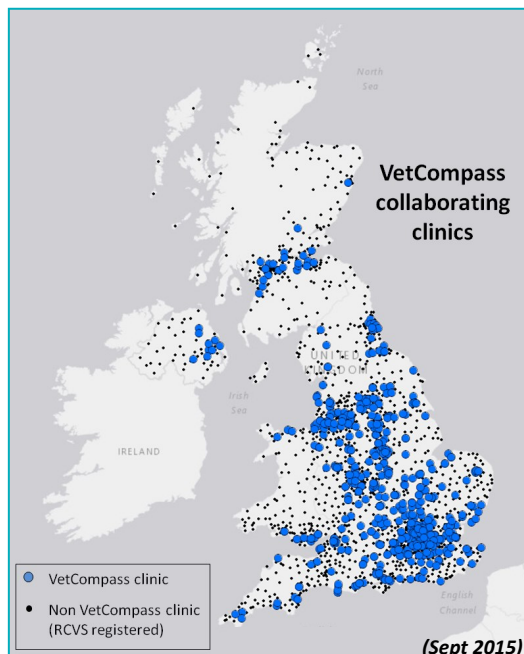 North
Sea
VetCompass
collaborating
clinics
UNITED
KINGDOM
Irish
Sea
IRELAND
VetCompass clinic
Non VetCompass clinic
(RCVS registered)
English
Channel
(Sept 2015)